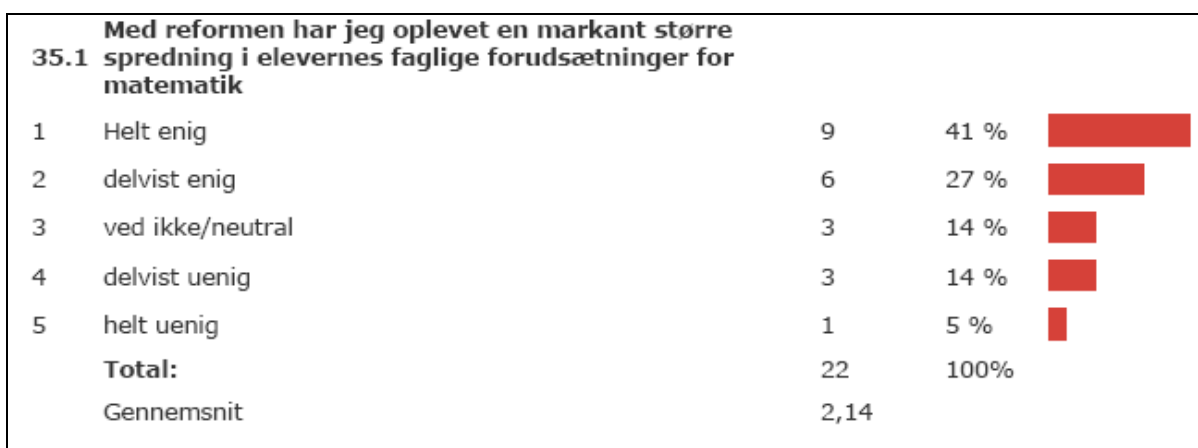 Med reformen har jeg oplevet en markant større
35.1 spredning i elevernes faglige forudsætninger for
matematik
1 Helt enig 9 41 %
2 delvist enig 6 27 %
3 ved ikke/neutral 3 14 %
4 delvist uenig 3 14 %
5 helt uenig 1 5 %
Total: 22 100%
Gennemsnit 2,14